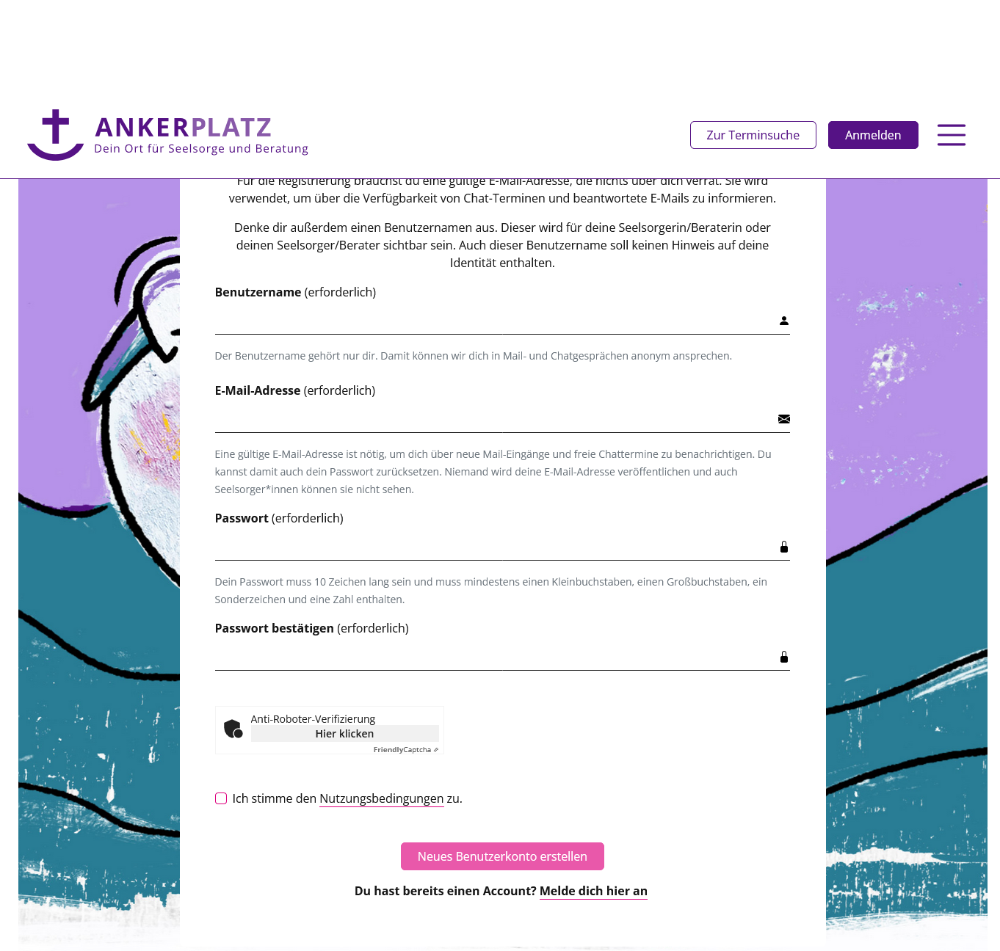 ANKERPLATZ
Dein Ort für Seelsorge und Beratung
Zur Terminsuche
Anmelden
Für die Registrierung brauchst du eine gültige E-Mail-Adresse, die nichts über dich verrät. Sie wird
verwendet, um über die Verfügbarkeit von Chat-Terminen und beantwortete E-Mails zu informieren.
Denke dir außerdem einen Benutzernamen aus. Dieser wird für deine Seelsorgerin/Beraterin oder
deinen Seelsorger/Berater sichtbar sein. Auch dieser Benutzername soll keinen Hinweis auf deine
Identität enthalten.
Benutzername (erforderlich)
Der Benutzername gehört nur dir. Damit können wir dich in Mail- und Chatgesprächen anonym ansprechen.
E-Mail-Adresse (erforderlich)
Eine gültige E-Mail-Adresse ist nötig, um dich über neue Mail-Eingänge und freie Chattermine zu benachrichtigen. Du
kannst damit auch dein Passwort zurücksetzen. Niemand wird deine E-Mail-Adresse veröffentlichen und auch
Seelsorger*innen können sie nicht sehen.
Passwort (erforderlich)
Dein Passwort muss 10 Zeichen lang sein und muss mindestens einen Kleinbuchstaben, einen Großbuchstaben, ein
Sonderzeichen und eine Zahl enthalten.
Passwort bestätigen (erforderlich)
Anti-Roboter-Verifizierung
Hier klicken
FriendlyCaptcha ⇗
Ich stimme den Nutzungsbedingungen zu.
Neues Benutzerkonto erstellen
Du hast bereits einen Account? Melde dich hier an